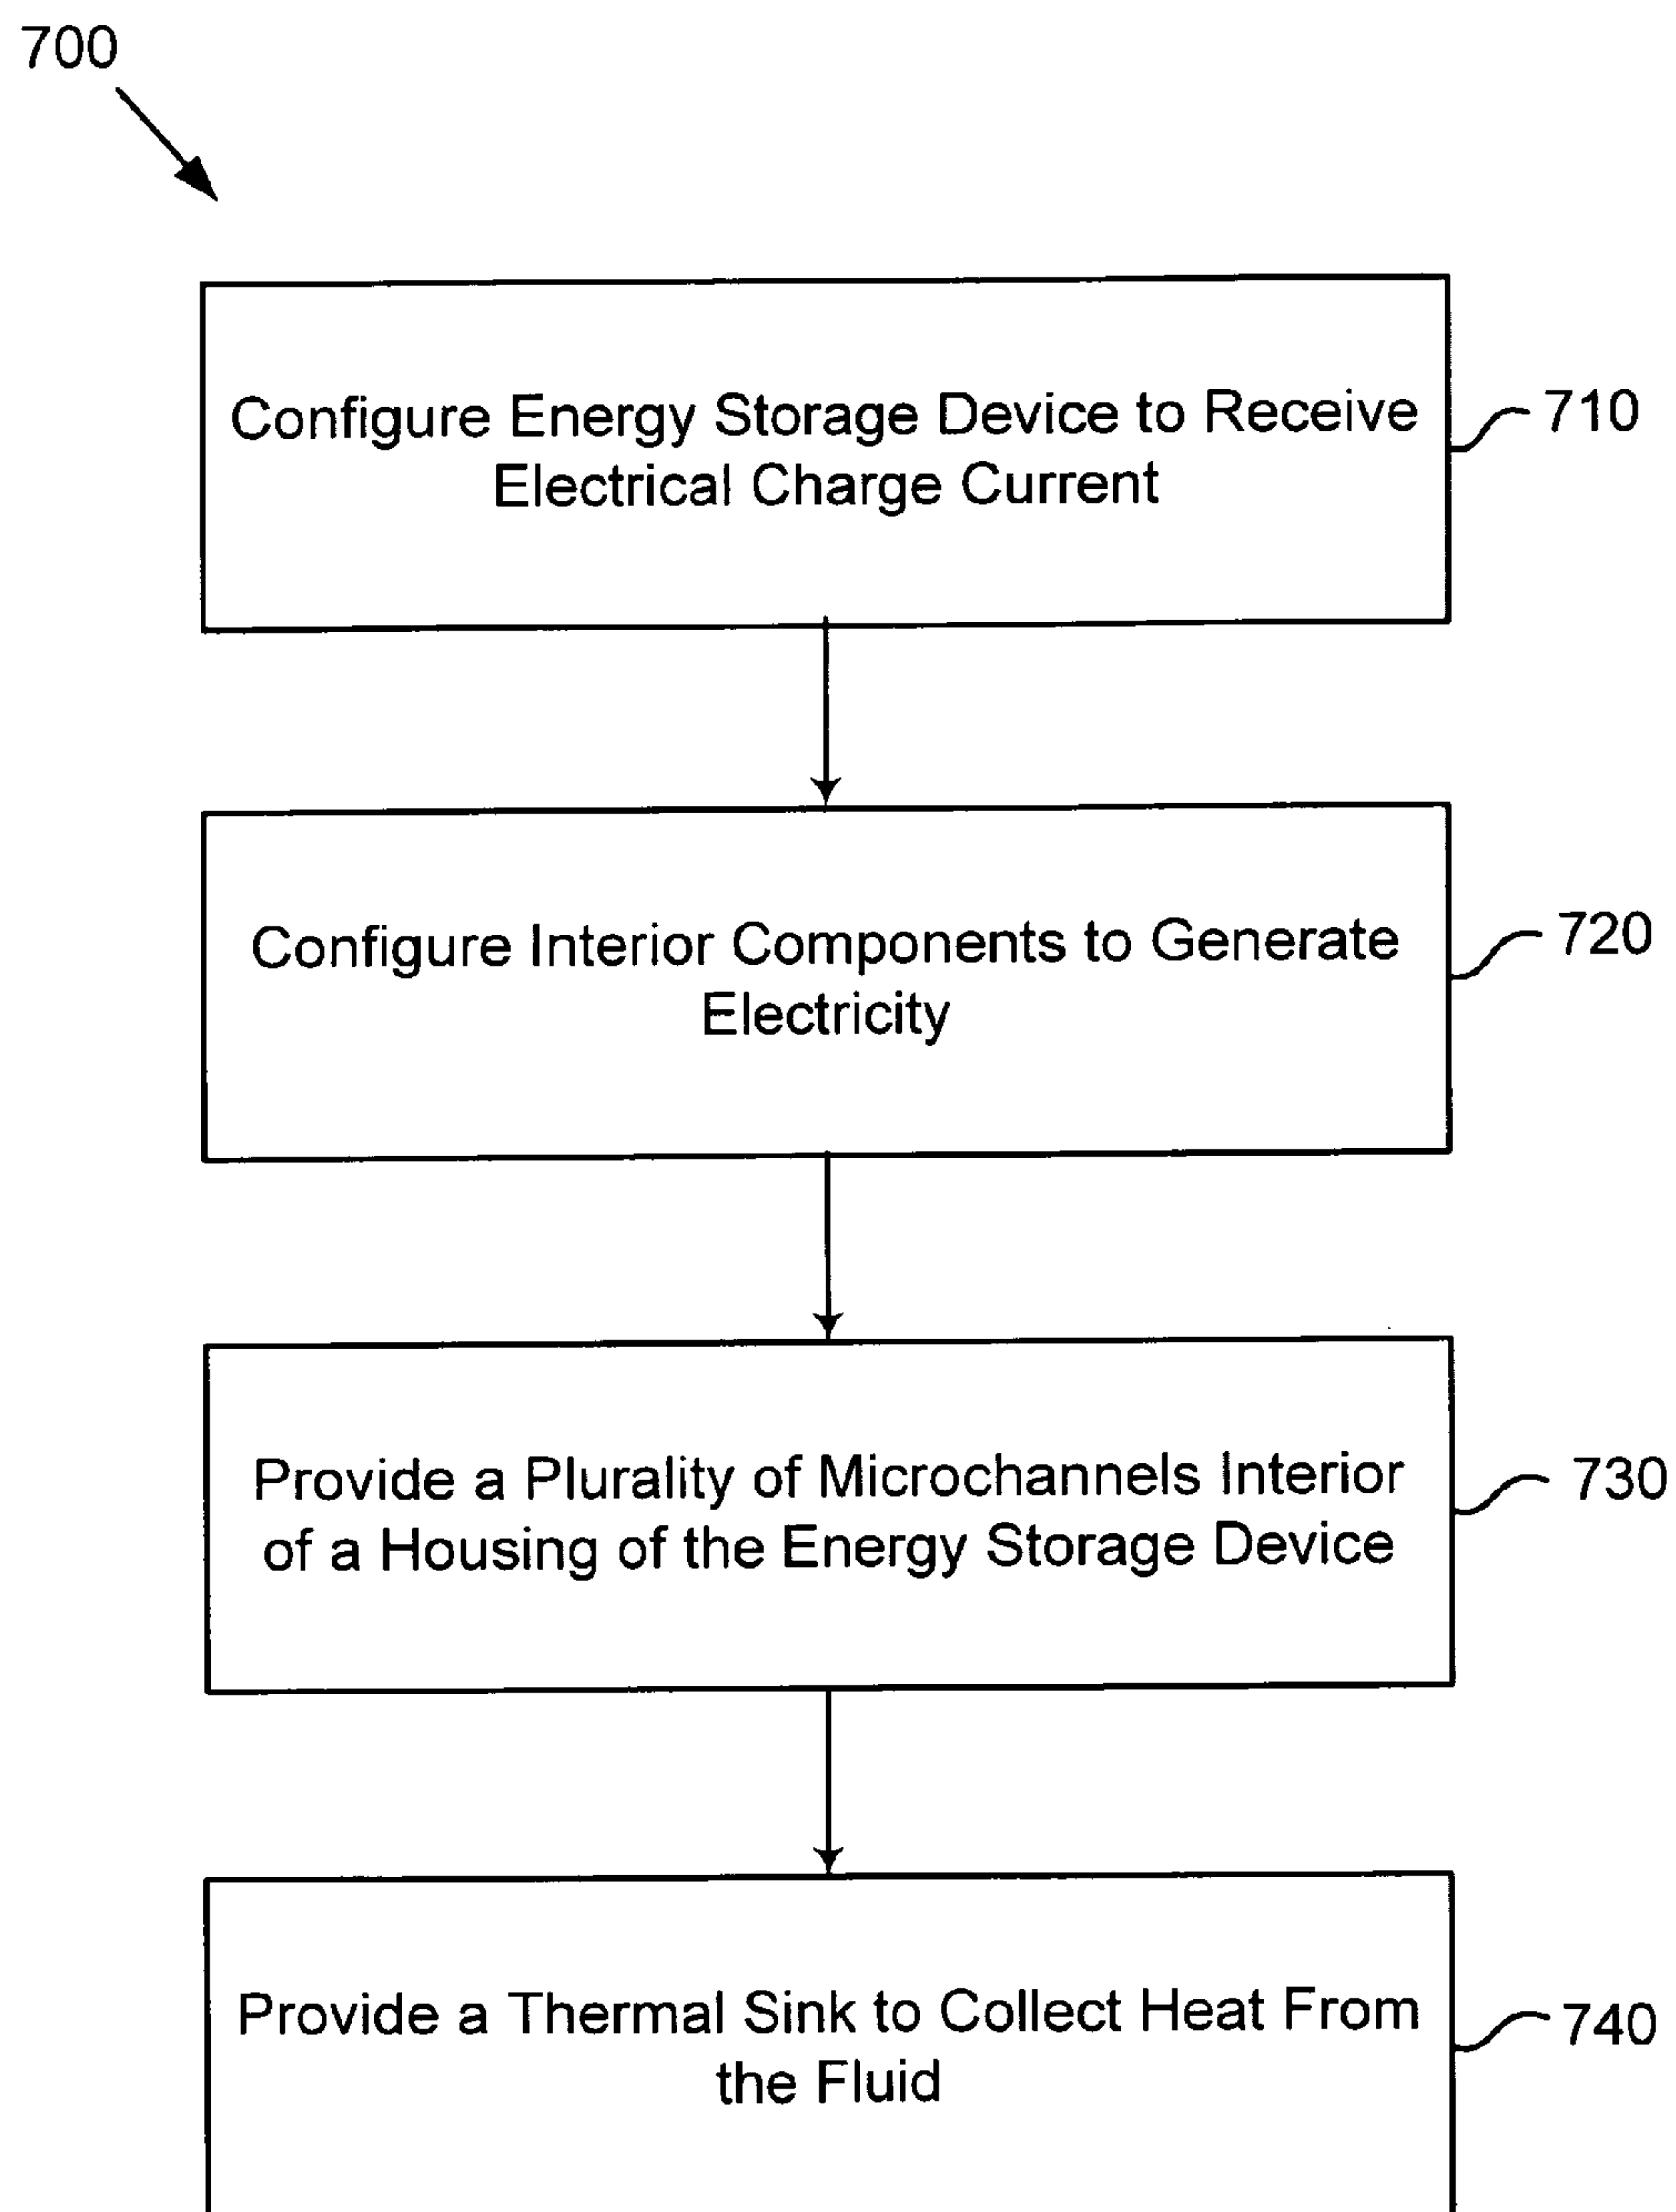 700
Configure Energy Storage Device to Receive
Electrical Charge Current
710
Configure Interior Components to Generate
Electricity
720
Provide a Plurality of Microchannels Interior
of a Housing of the Energy Storage Device
730
Provide a Thermal Sink to Collect Heat From
the Fluid
740